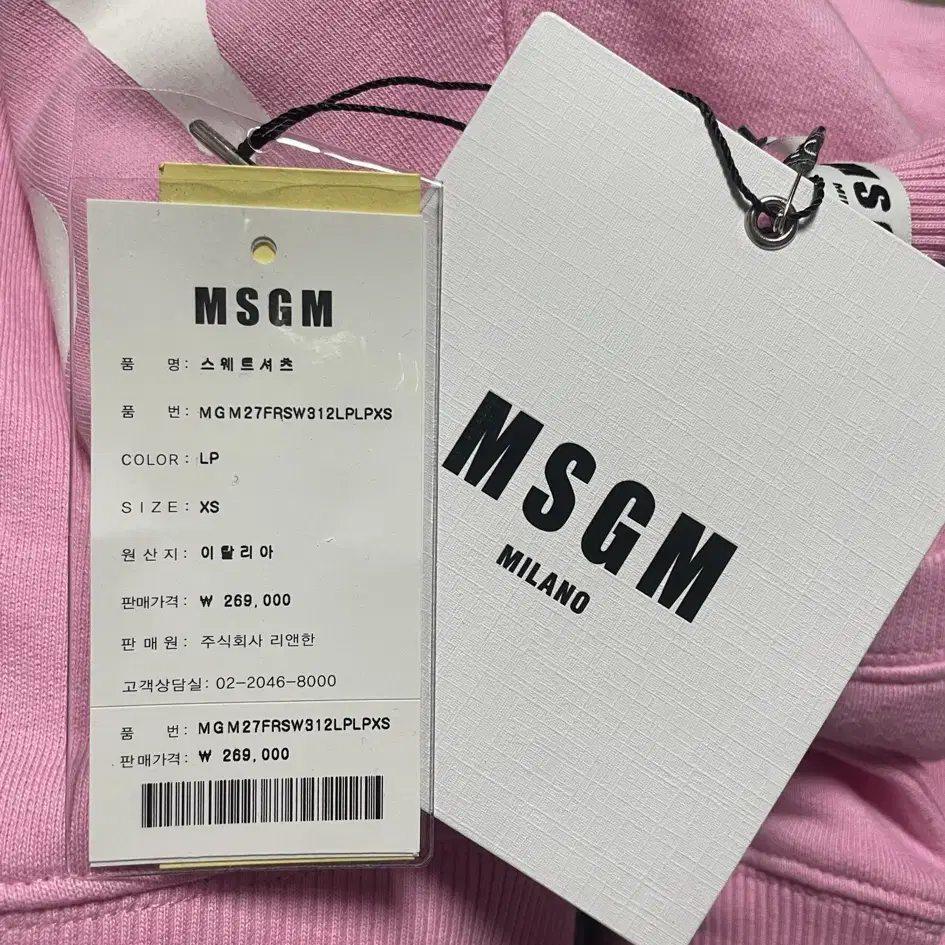 MSGM
품 명: 스웨트셔츠
품 번: MGM27FRSW312LPLPXS
COLOR: LP
SIZE: XS
원산지: 이탈리아
판매가격: ₩ 269,000
판매원: 주식회사 리앤한
고객상담실: 02-2046-8000
품 번: MGM27FRSW312LPLPXS
판매가격: ₩ 269,000
MSGM
MILANO